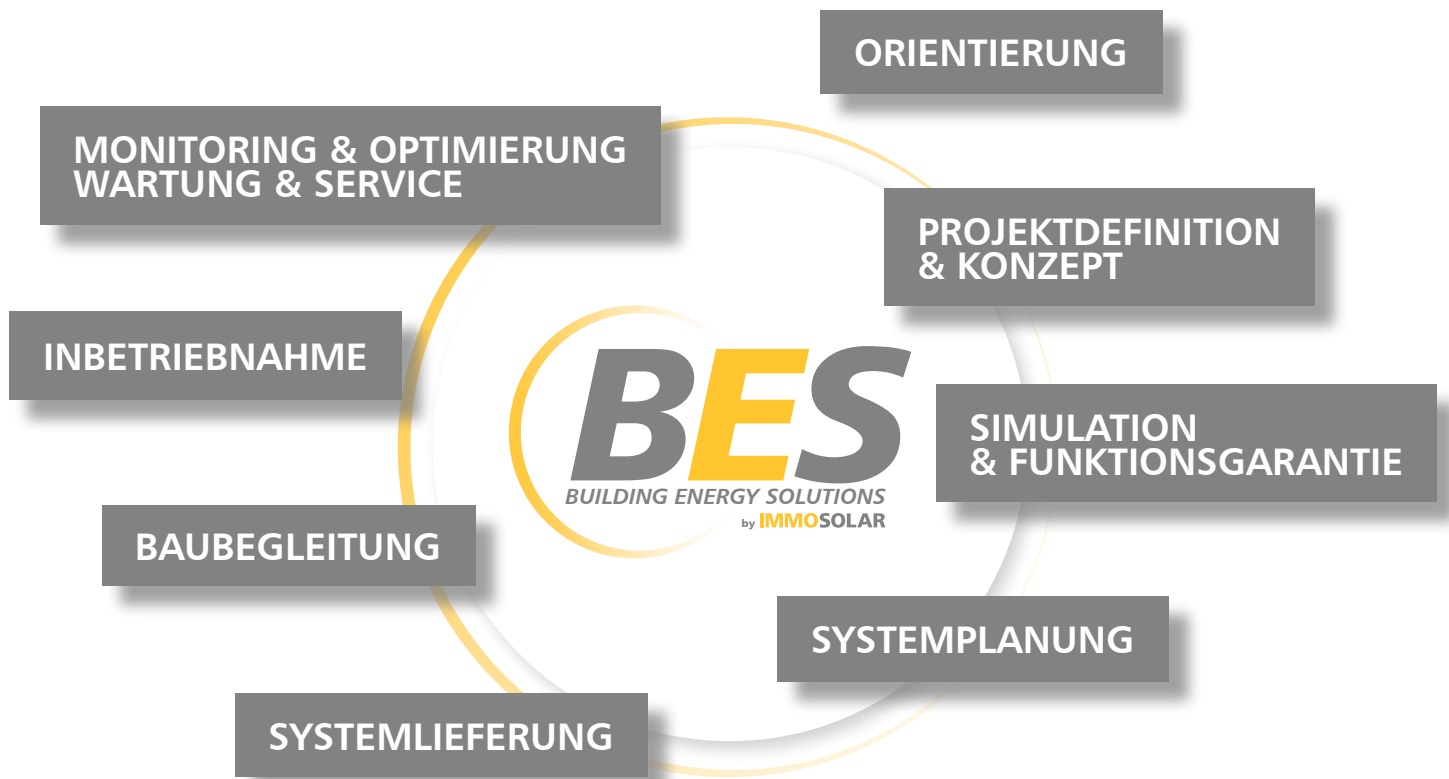 ORIENTIERUNG
MONITORING & OPTIMIERUNG
WARTUNG & SERVICE
PROJEKTDEFINITION
& KONZEPT
INBETRIEBNAHME
BES
BUILDING ENERGY SOLUTIONS
by IMMOSOLAR
SIMULATION
& FUNKTIONSGARANTIE
BAUBEGLEITUNG
SYSTEMPLANUNG
SYSTEMLIEFERUNG